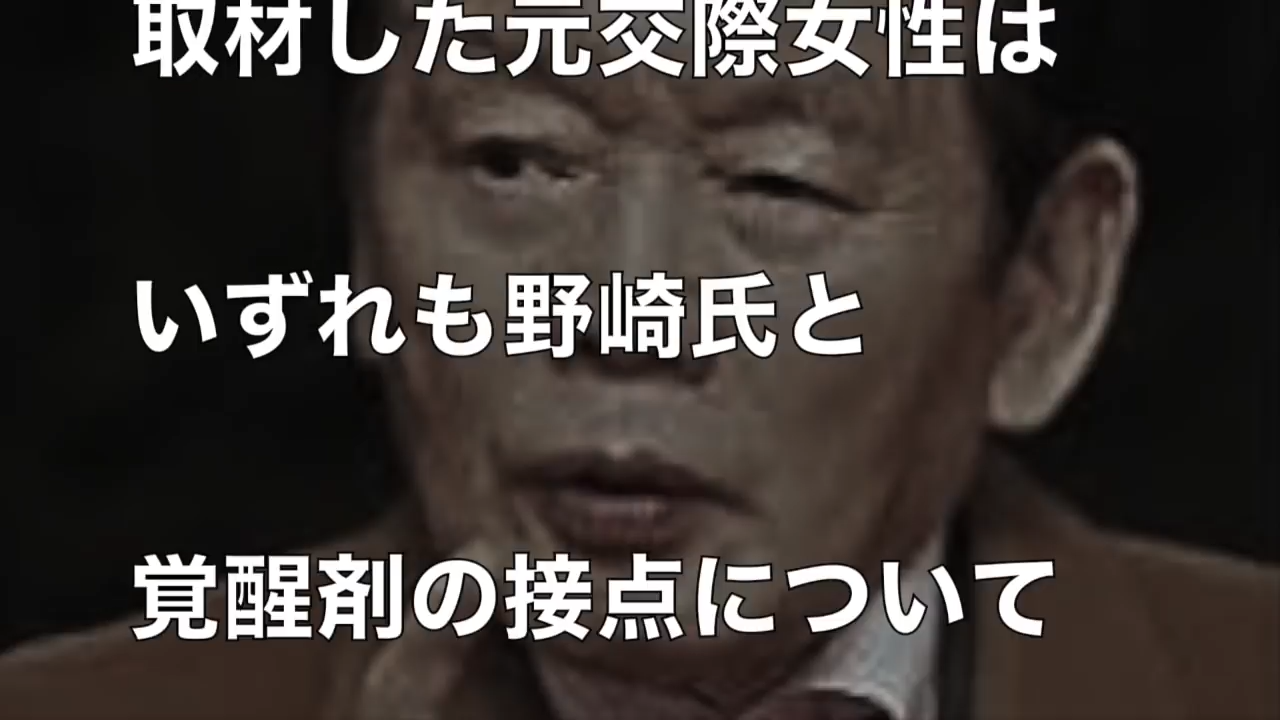 取材した元交際女性は
いずれも野崎氏と
覚醒剤の接点について